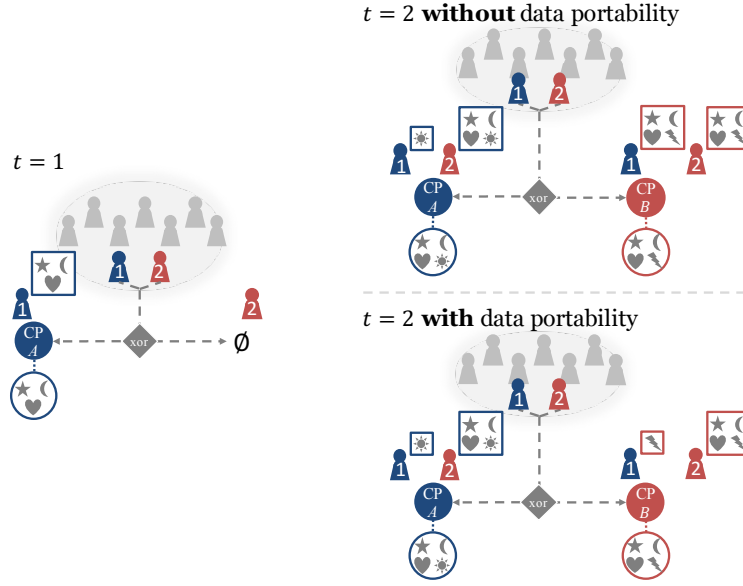 t = 1
1 2
1 2
CP
A
xor
∅
t = 2 without data portability
1 2
1 2 1 2
CP
A
xor
CP
B
t = 2 with data portability
1 2
1 2 1 2
CP
A
xor
CP
B